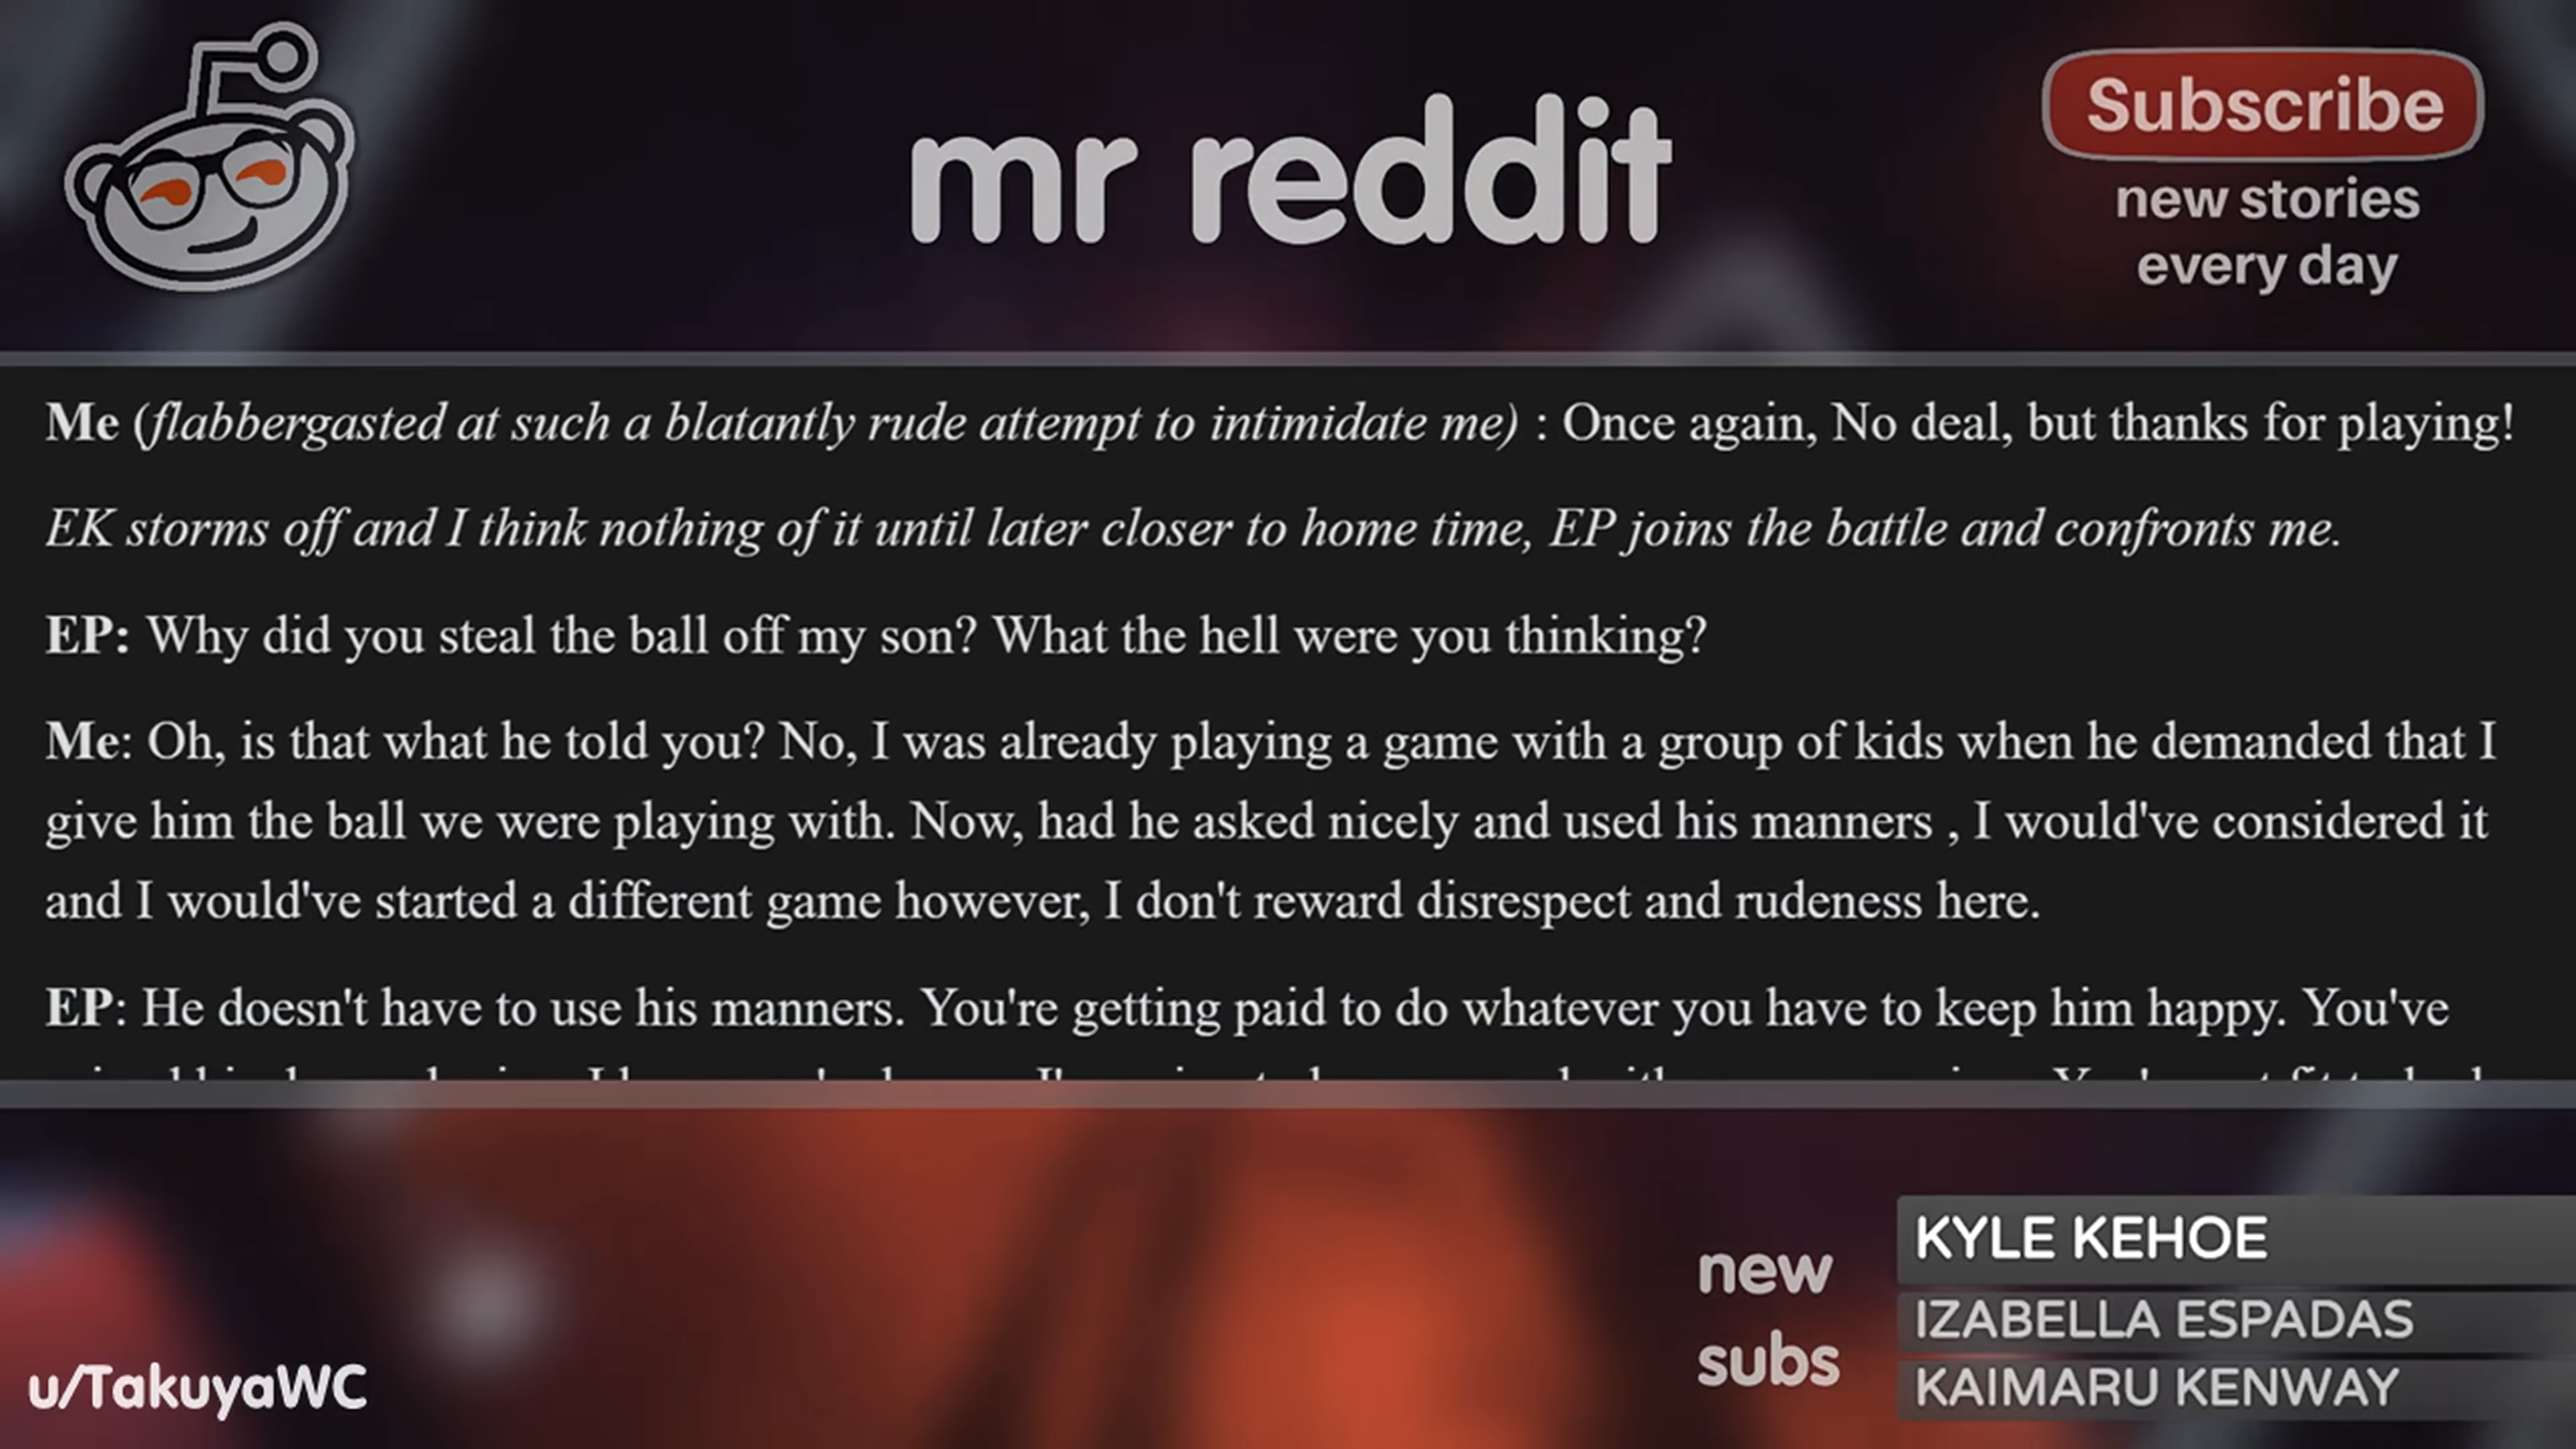 mr reddit
Subscribe
new stories
every day
Me (flabbergasted at such a blatantly rude attempt to intimidate me) : Once again, No deal, but thanks for playing!
EK storms off and I think nothing of it until later closer to home time, EP joins the battle and confronts me.
EP: Why did you steal the ball off my son? What the hell were you thinking?
Me: Oh, is that what he told you? No, I was already playing a game with a group of kids when he demanded that I
give him the ball we were playing with. Now, had he asked nicely and used his manners , I would've considered it
and I would've started a different game however, I don't reward disrespect and rudeness here.
EP: He doesn't have to use his manners. You're getting paid to do whatever you have to keep him happy. You've
new
subs
KYLE KEHOE
IZABELLA ESPADAS
KAIMARU KENWAY
u/TakuyaWC